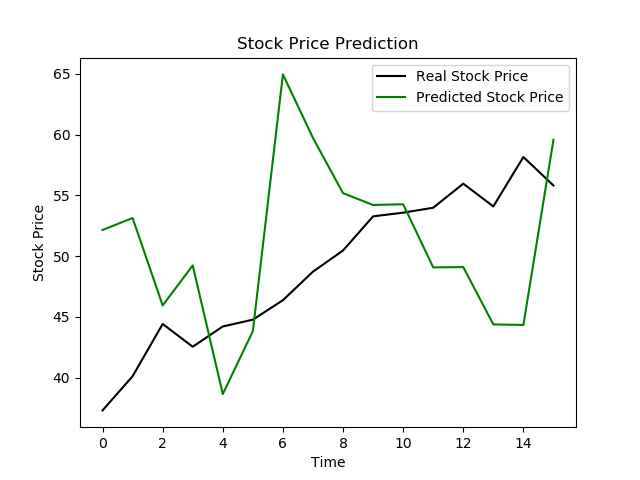 Stock Price Prediction
Real Stock Price
Predicted Stock Price
Stock Price
65
60
55
50
45
40
0 2 4 6 8 10 12 14
Time